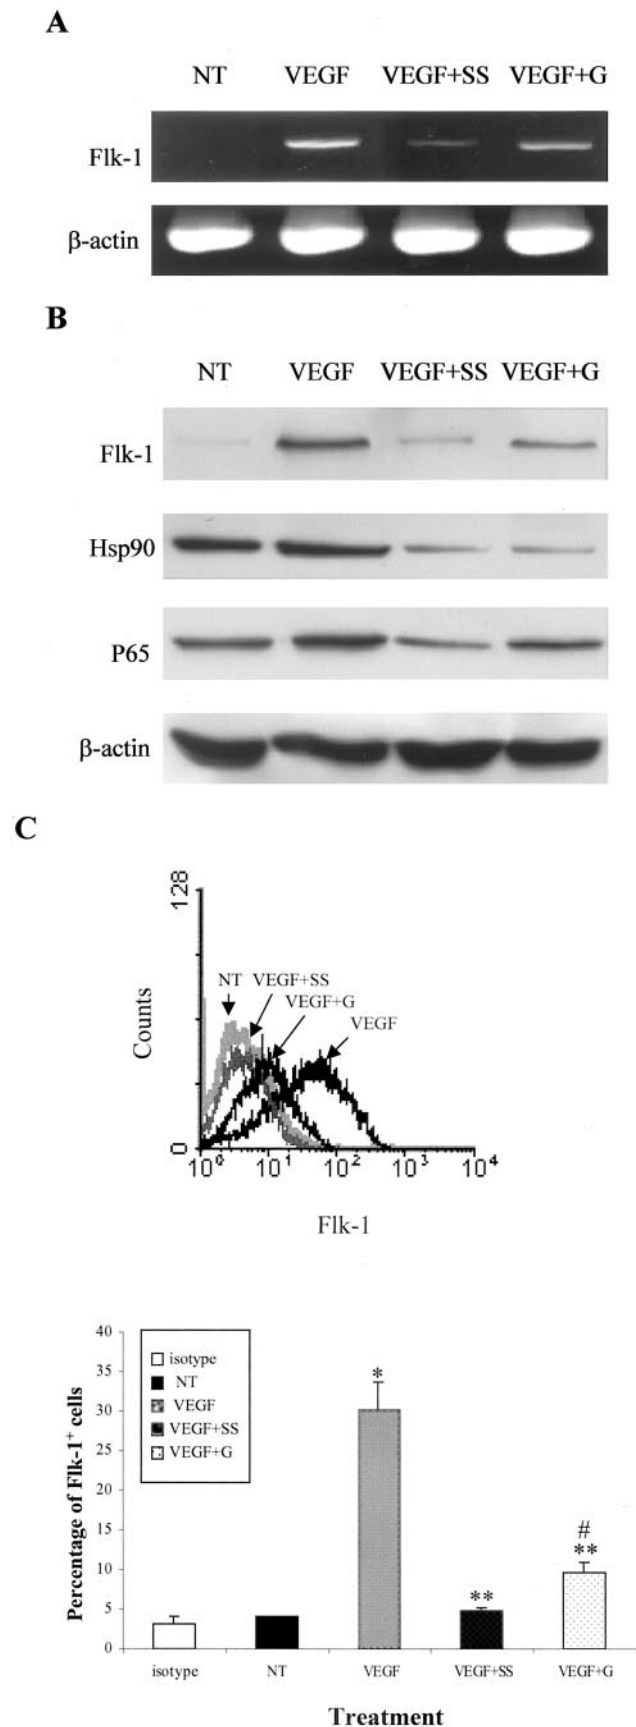 A
NT VEGF VEGF+SS VEGF+G
Flk-1
β-actin
B
NT VEGF VEGF+SS VEGF+G
Flk-1
Hsp90
P65
β-actin
C
128
Counts
0
NT VEGF+SS
VEGF+G
VEGF
10⁰ 10¹ 10² 10³ 10⁴
Flk-1
Percentage of Flk-1⁺ cells
40
35
30
25
20
15
10
5
0
isotype
NT
VEGF
VEGF+SS
VEGF+G
*
**
#
**
isotype NT VEGF VEGF+SS VEGF+G
Treatment